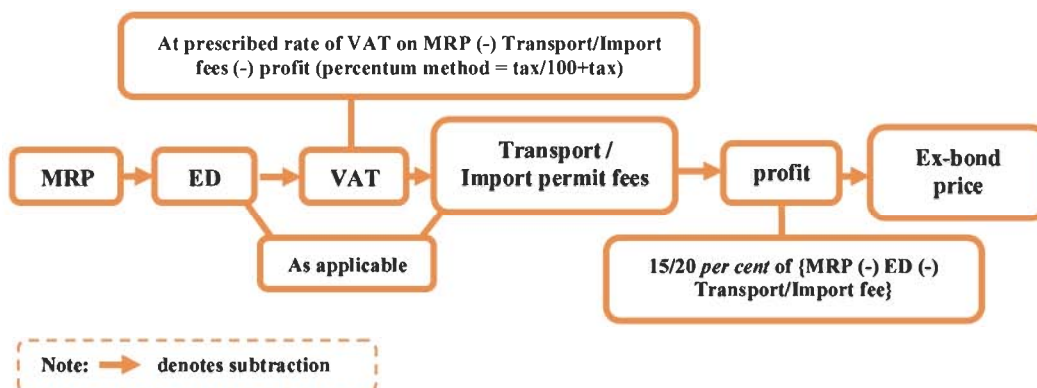 At prescribed rate of VAT on MRP (-) Transport/Import
fees (-) profit (percentum method = tax/100+tax)
MRP
ED
VAT
Transport /
Import permit fees
profit
Ex-bond
price
As applicable
15/20 per cent of {MRP (-) ED (-)
Transport/Import fee}
Note: denotes subtraction